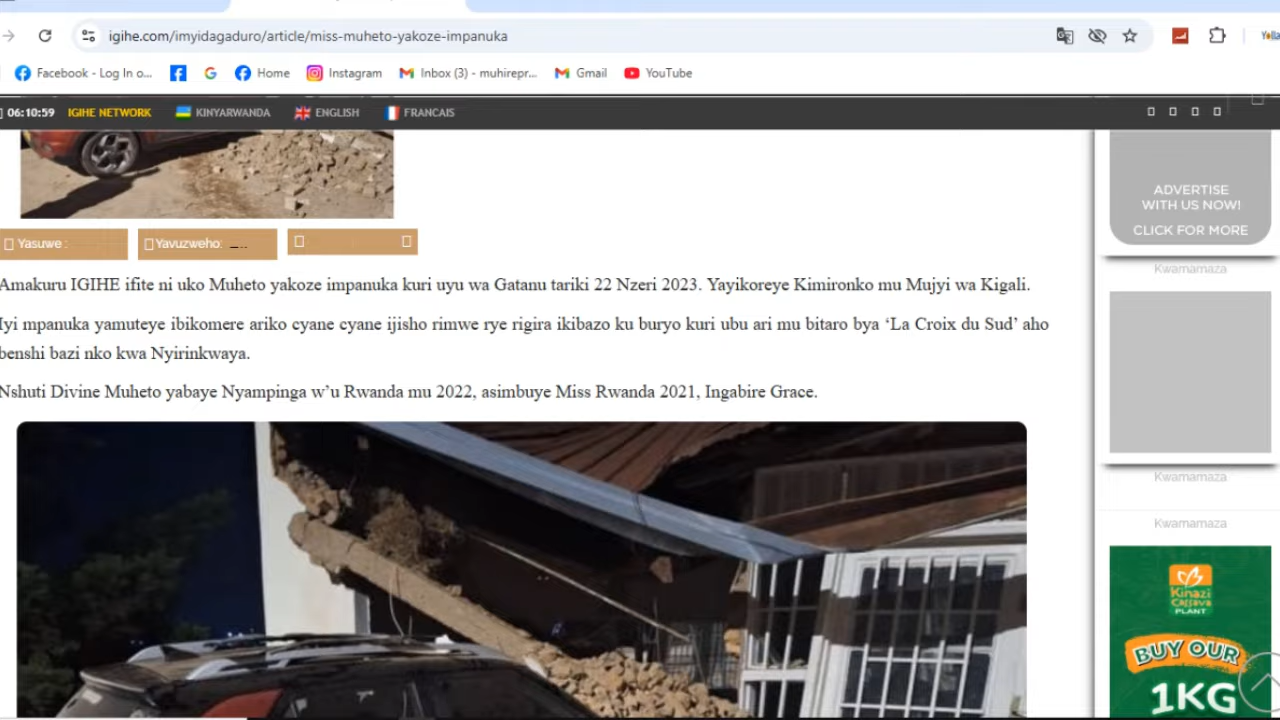 igihe.com/imyidagaduro/article/miss-muheto-yakoze-impanuka
Facebook - Log In o... Home Instagram Inbox (3) - muhirepr... Gmail YouTube
06:10:59 IGIHE NETWORK KINYARWANDA ENGLISH FRANCAIS
ADVERTISE
WITH US NOW!
CLICK FOR MORE
Yasuwe :
Yavuzweho:
Kwamamaza
Amakuru IGIHE ifite ni uko Muheto yakoze impanuka kuri uyu wa Gatanu tariki 22 Nzeri 2023. Yayikoreye Kimironko mu Mujyi wa Kigali.
Iyi mpanuka yamuteye ibikomere ariko cyane cyane ijisho rimwe rye rigira ikibazo ku buryo kuri ubu ari mu bitaro bya ‘La Croix du Sud’ aho
benshi bazi nko kwa Nyirinkwaya.
Nshuti Divine Muheto yabaye Nyampinga w’u Rwanda mu 2022, asimbuye Miss Rwanda 2021, Ingabire Grace.
Kwamamaza
Kwamamaza
Kinazi
Cassava
PLANT
BUY OUR
1KG